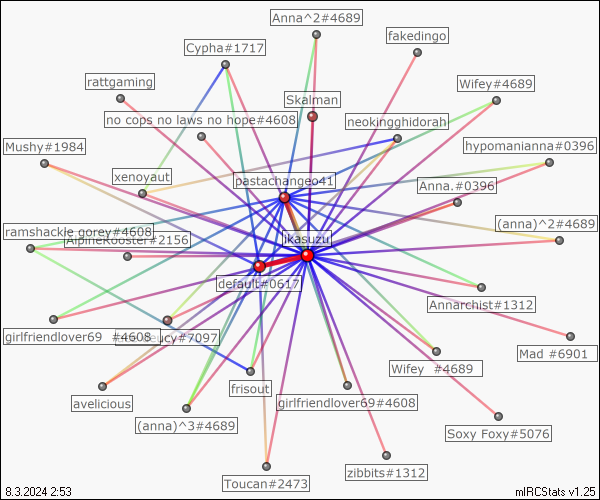 Anna^2#4689
fakedingo
Cypha#1717
rattgaming
Wifey#4689
Skalman
no cops no laws no hope#4608
neokingghidorah
Mushy#1984
hypomanianna#0396
xenoyaut
pastachangeo41
Anna.#0396
(anna)^2#4689
ramshackle gorey#4608
AlpineRooster#2156
ikasuzu
default#0617
Annarchist#1312
girlfriendlover69 #4608
#7097
Mad #6901
Wifey #4689
frisout
avelicious
girlfriendlover69#4608
(anna)^3#4689
Soxy Foxy#5076
zibbits#1312
Toucan#2473
8.3.2024 2:53
mIRCStats v1.25